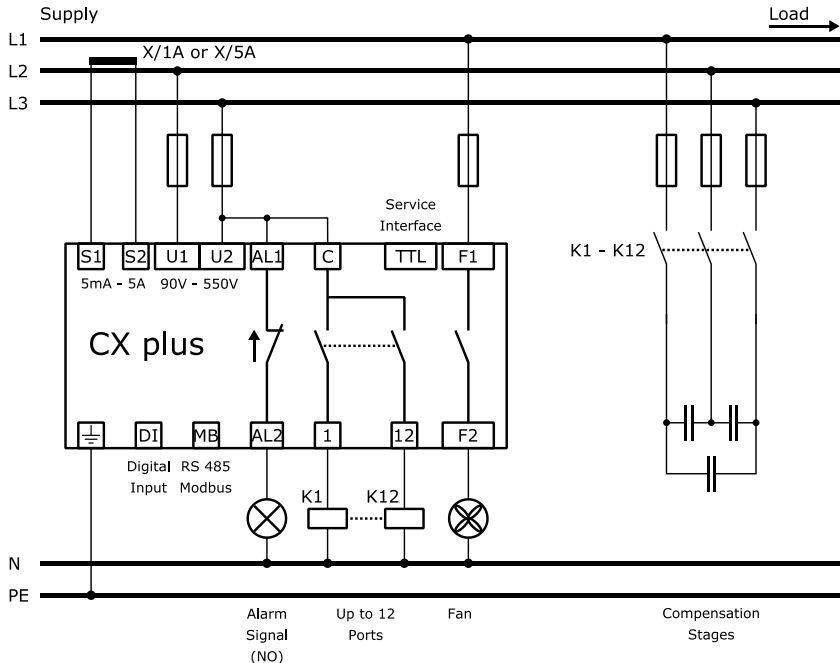 Supply
Load
L1
X/1A or X/5A
L2
L3
Service
Interface
K1 - K12
S1 S2 U1 U2 AL1 C TTL F1
5mA - 5A 90V - 550V
CX plus
DI MB AL2 1 12 F2
Digital RS 485
Input Modbus
K1 K12
N
PE
Alarm Up to 12 Fan Compensation
Signal Ports Stages
(NO)